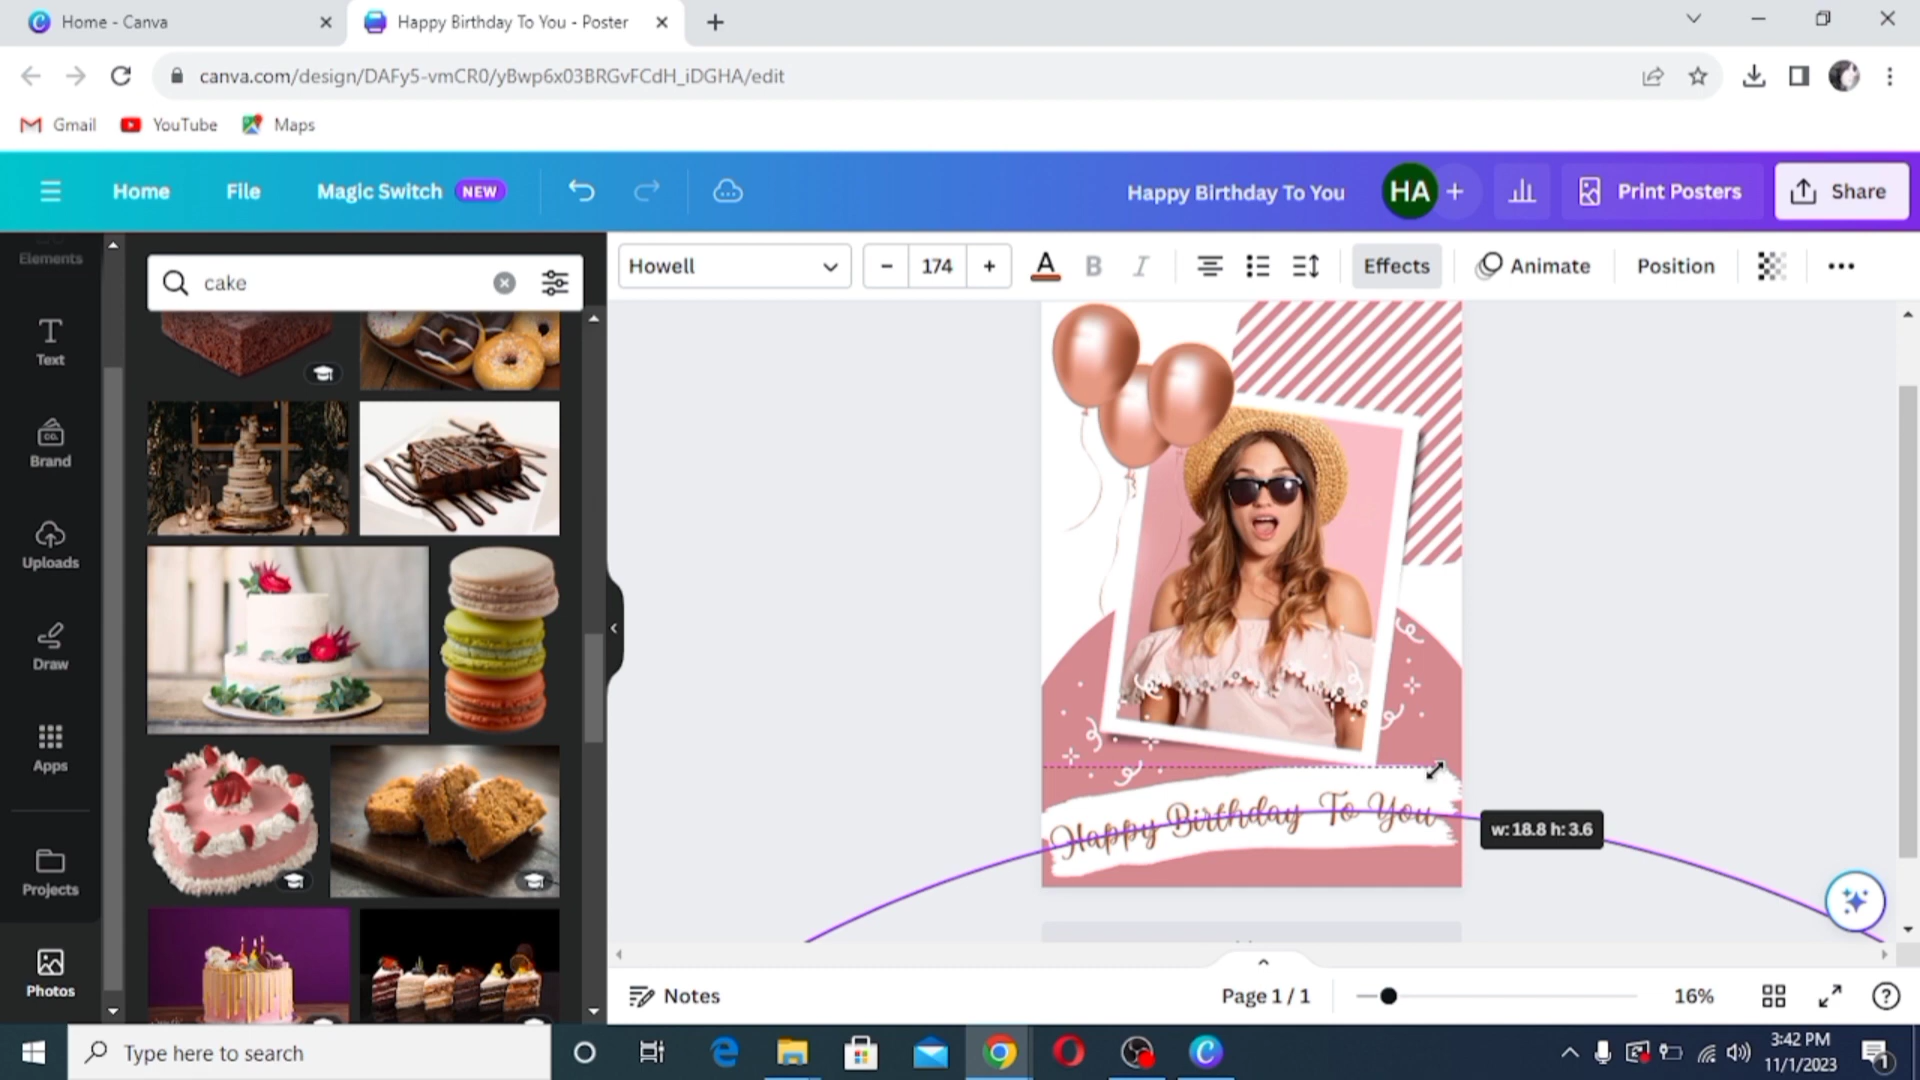 Home - Canva
Happy Birthday To You - Poster
canva.com/design/DAFy5-vmCR0/yBwp6x03BRGvFCdH_iDGHA/edit
Gmail
YouTube
Maps
Home
File
Magic Switch
NEW
Happy Birthday To You
HA
Print Posters
Share
Elements
cake
Howell
174
A
B
I
Effects
Animate
Position
Text
Brand
Uploads
Apps
Draw
Projects
Photos
Happy Birthday To You
w: 18.8 h: 3.6
Notes
Page 1 / 1
16%
Type here to search
3:42 PM
11/1/2023
1